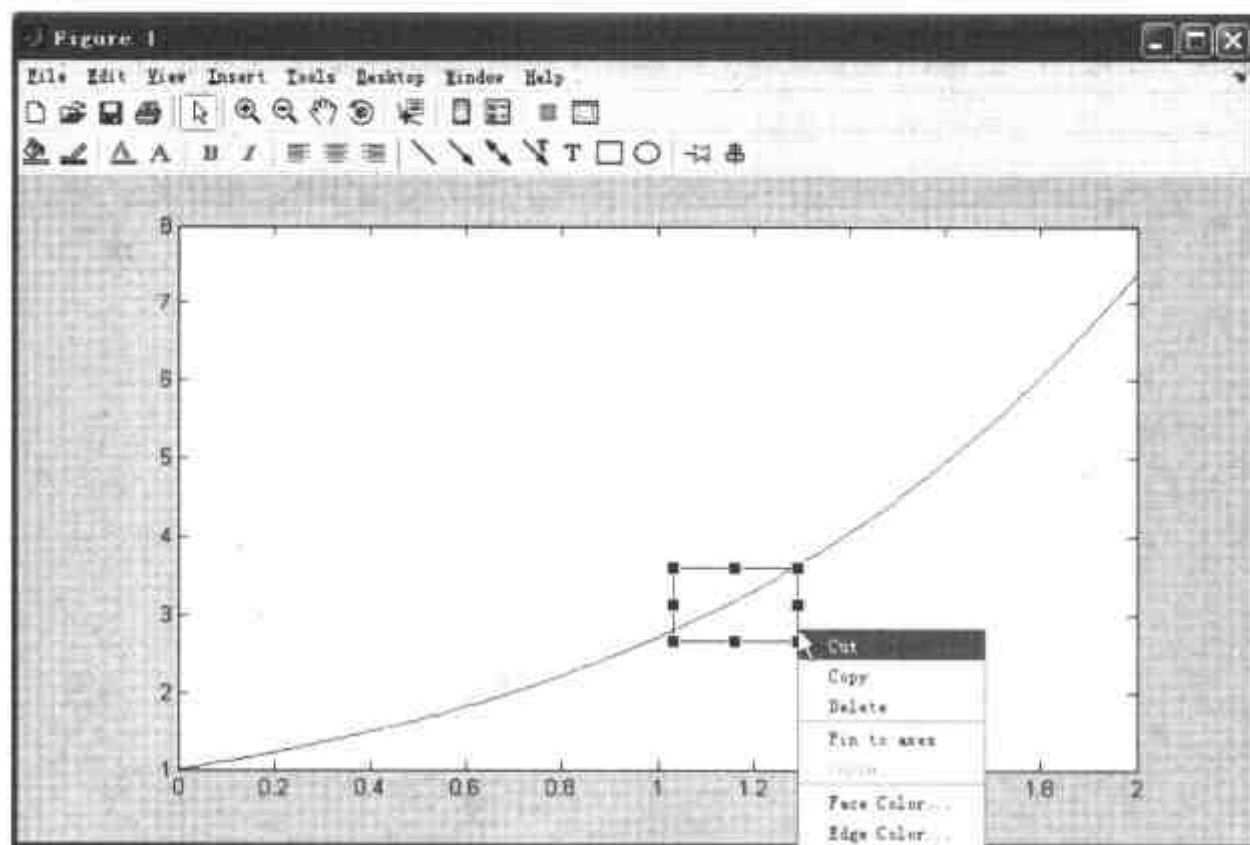 Figure 1
File Edit View Insert Tools Desktop Window Help
B I T
8
7
6
5
4
3
2
1
0 0.2 0.4 0.6 0.8 1 1.2 1.8 2
Cut
Copy
Delete
Pin to axes
Face Color...
Edge Color...